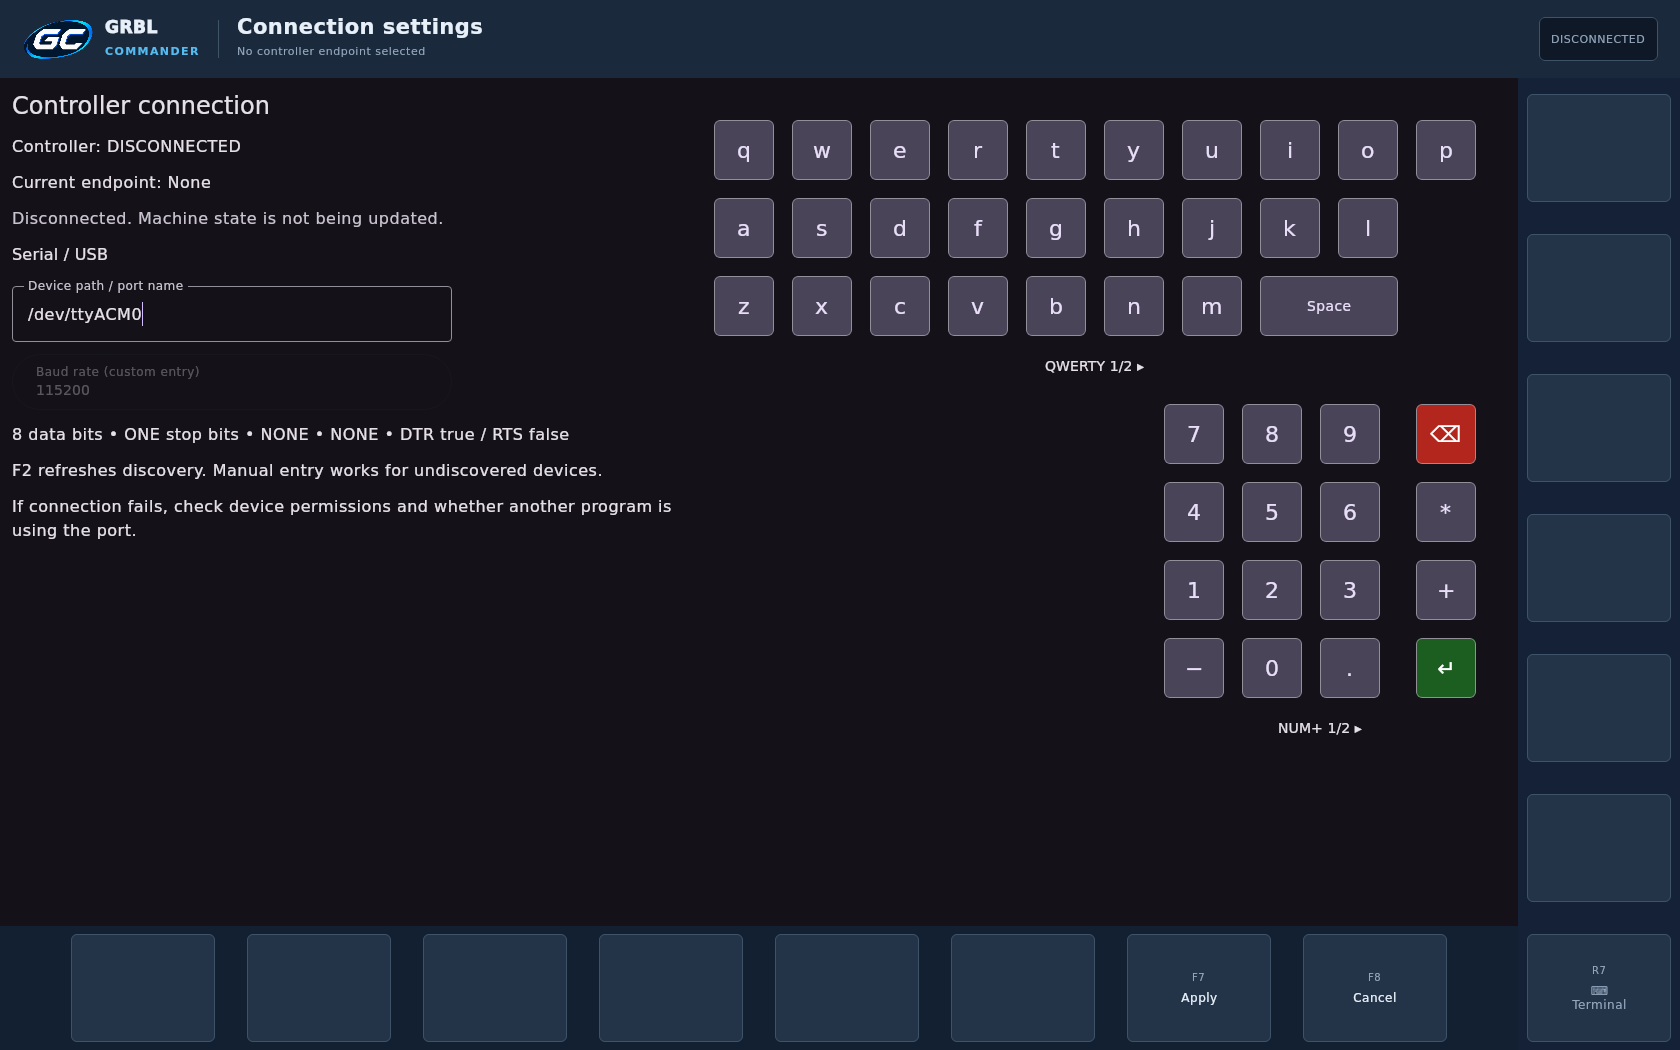 GC
GRBL
COMMANDER
Connection settings
No controller endpoint selected
DISCONNECTED
Controller connection
Controller: DISCONNECTED
Current endpoint: None
Disconnected. Machine state is not being updated.
Serial / USB
Device path / port name
/dev/ttyACM0
Baud rate (custom entry)
115200
8 data bits • ONE stop bits • NONE • NONE • DTR true / RTS false
F2 refreshes discovery. Manual entry works for undiscovered devices.
If connection fails, check device permissions and whether another program is
using the port.
q w e r t y u i o p
a s d f g h j k l
z x c v b n m Space
QWERTY 1/2 ▸
7 8 9 ⌫
4 5 6 *
1 2 3 +
− 0 . ↵
NUM+ 1/2 ▸
F7
Apply
F8
Cancel
R7
⌨
Terminal